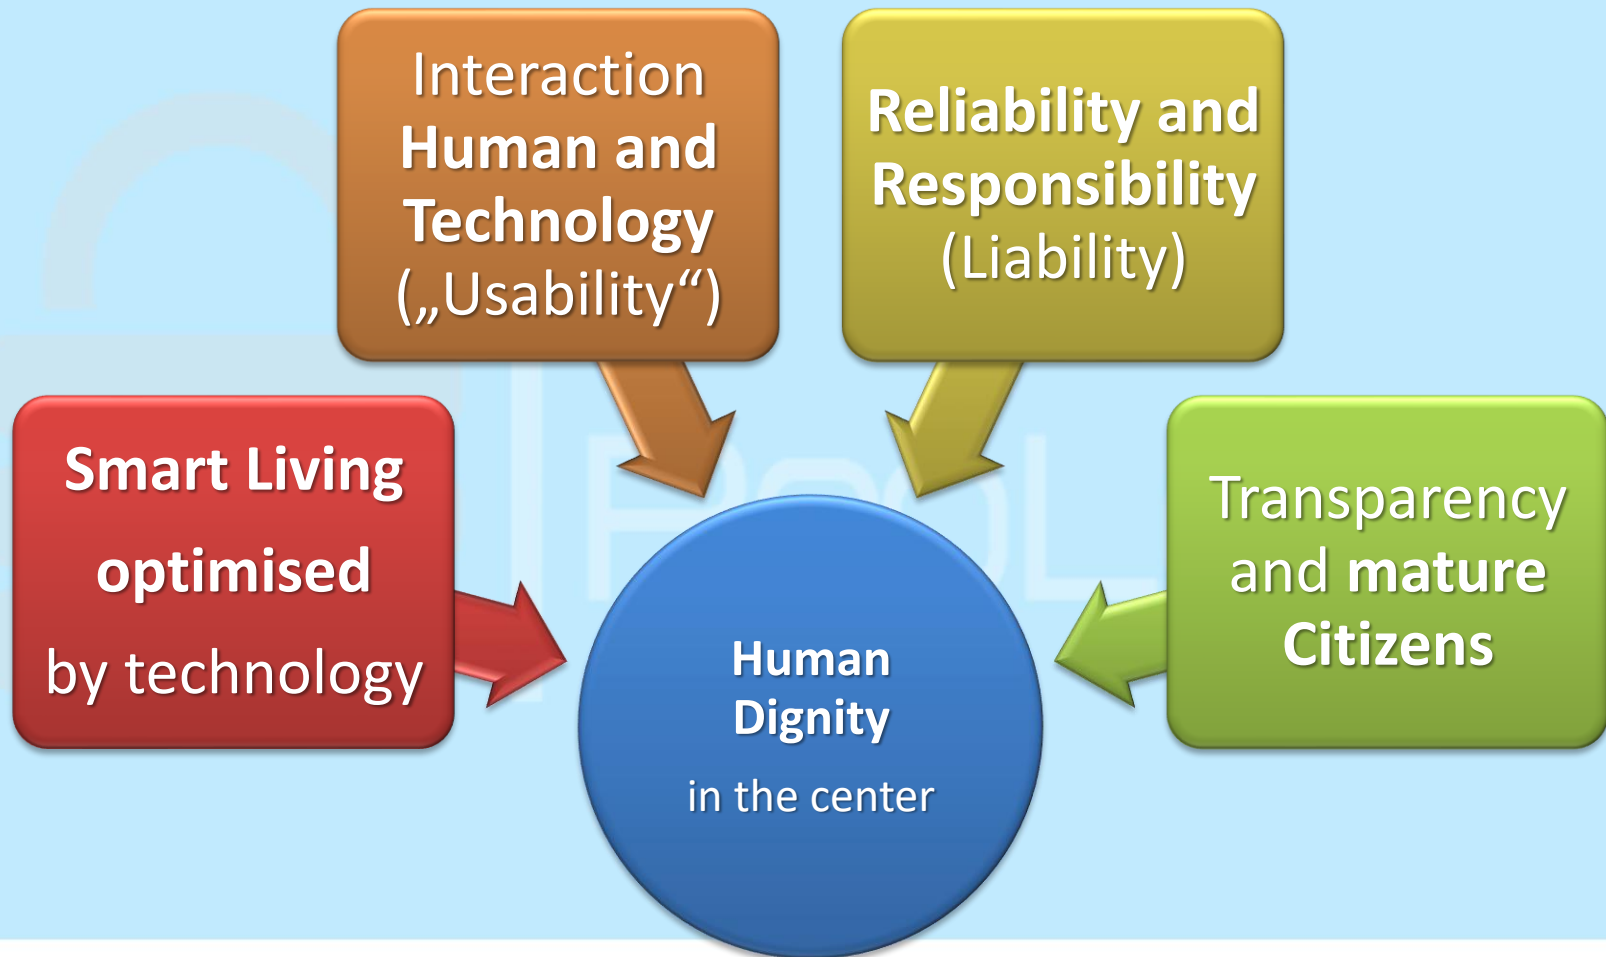 Interaction
Human and
Technology
(„Usability“)
Reliability and
Responsibility
(Liability)
Smart Living
optimised
by technology
Transparency
and mature
Citizens
Human
Dignity
in the center